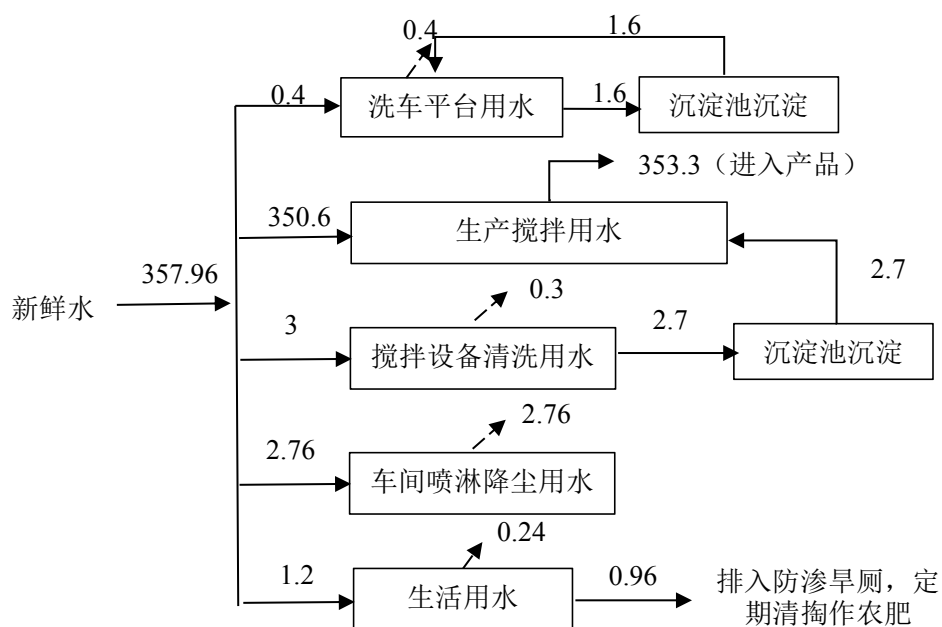 0.4
1.6
0.4
洗车平台用水
1.6
沉淀池沉淀
353.3（进入产品）
350.6
生产搅拌用水
357.96
新鲜水
2.7
0.3
3
搅拌设备清洗用水
2.7
沉淀池沉淀
2.76
2.76
车间喷淋降尘用水
0.24
1.2
生活用水
0.96
排入防渗旱厕，定
期清掏作农肥